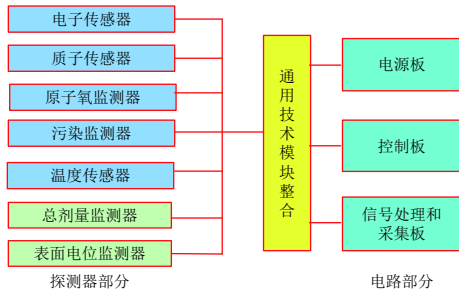 电子传感器
质子传感器
原子氧监测器
污染监测器
温度传感器
总剂量监测器
表面电位监测器
探测器部分
通用技术模块整合
电源板
控制板
信号处理和
采集板
电路部分